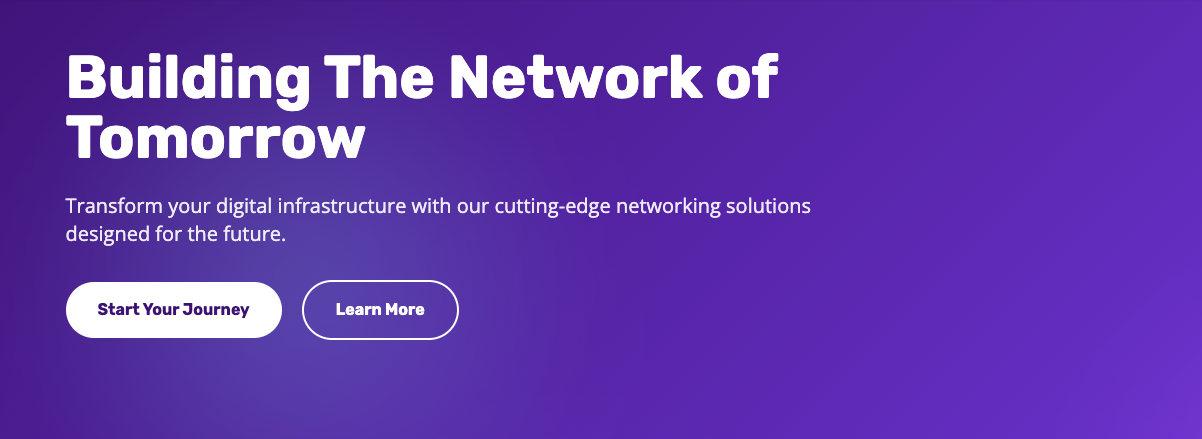 Building The Network of
Tomorrow
Transform your digital infrastructure with our cutting-edge networking solutions
designed for the future.
Start Your Journey
Learn More